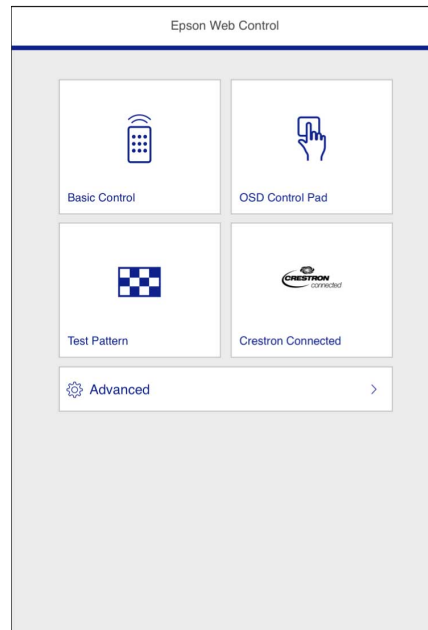 Epson Web Control
Basic Control
OSD Control Pad
CRESTRON
connected
Test Pattern
Crestron Connected
Advanced